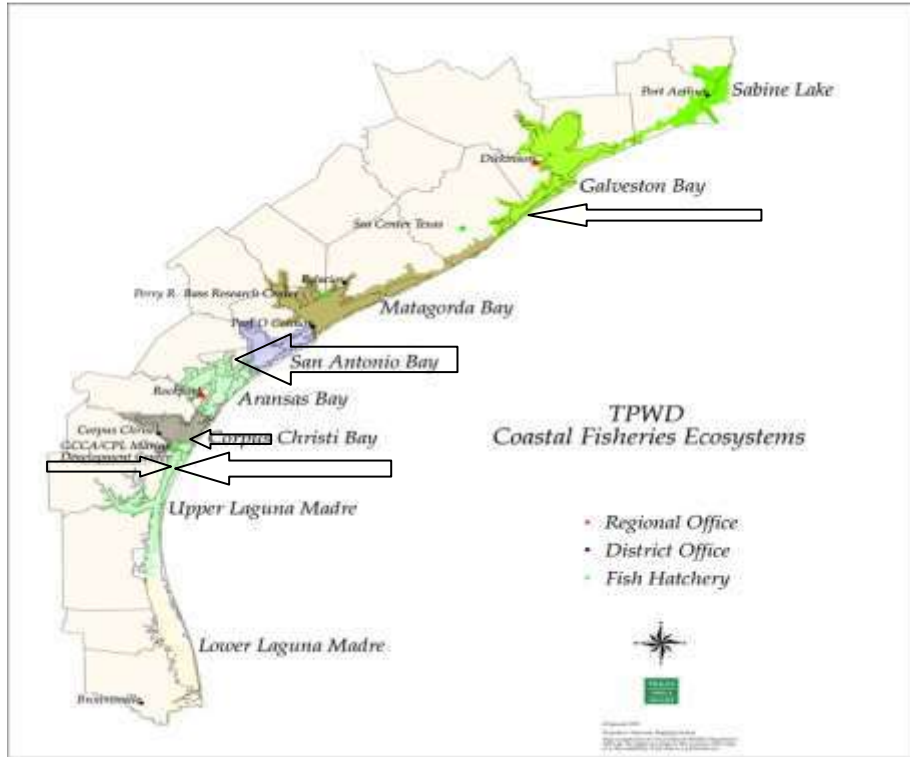 Port Arthur
Sabine Lake
Dickinson
Galveston Bay
Sea Center Texas
Palacios
Perry R. Bass Research Center
Matagorda Bay
Port O Connor
San Antonio Bay
Rockport
Aransas Bay
TPWD
Coastal Fisheries Ecosystems
Corpus Christi
Corpus Christi Bay
GCCA/CPL Marine
Development Center
Upper Laguna Madre
Regional Office
District Office
Fish Hatchery
Lower Laguna Madre
Brownsville